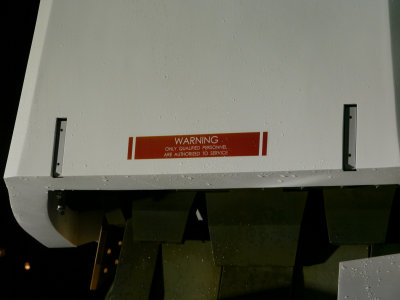 WARNING
ONLY QUALIFIED PERSONNEL
ARE AUTHORIZED TO SERVICE